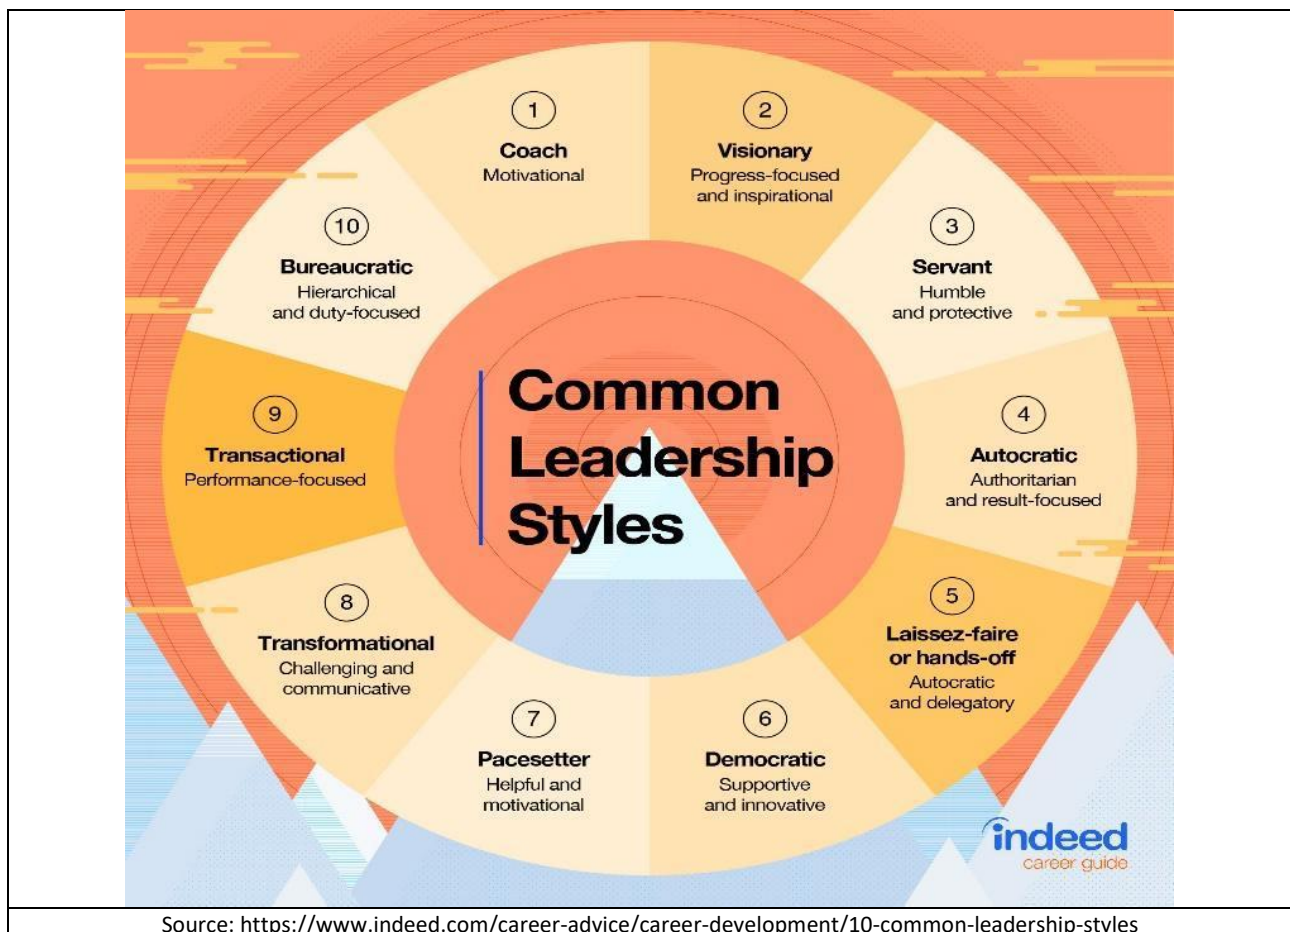 Common
Leadership
Styles
1
Coach
Motivational
2
Visionary
Progress-focused
and inspirational
3
Servant
Humble
and protective
4
Autocratic
Authoritarian
and result-focused
5
Laissez-faire
or hands-off
Autocratic
and delegatory
6
Democratic
Supportive
and innovative
7
Pacesetter
Helpful and
motivational
8
Transformational
Challenging and
communicative
9
Transactional
Performance-focused
10
Bureaucratic
Hierarchical
and duty-focused
indeed
career guide
Source: https://www.indeed.com/career-advice/career-development/10-common-leadership-styles